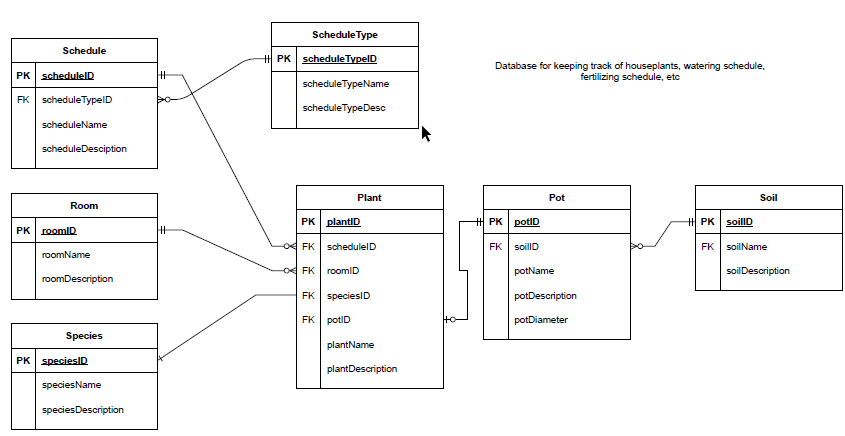 Schedule
PK scheduleID
FK scheduleTypeID
scheduleName
scheduleDesciption
ScheduleType
PK scheduleTypeID
scheduleTypeName
scheduleTypeDesc
Database for keeping track of houseplants, watering schedule,
fertilizing schedule, etc
Room
PK roomID
roomName
roomDescription
Species
PK speciesID
speciesName
speciesDescription
Plant
PK plantID
FK scheduleID
FK roomID
FK speciesID
FK potID
plantName
plantDescription
Pot
PK potID
FK soilID
potName
potDescription
potDiameter
Soil
PK soilID
FK soilName
soilDescription